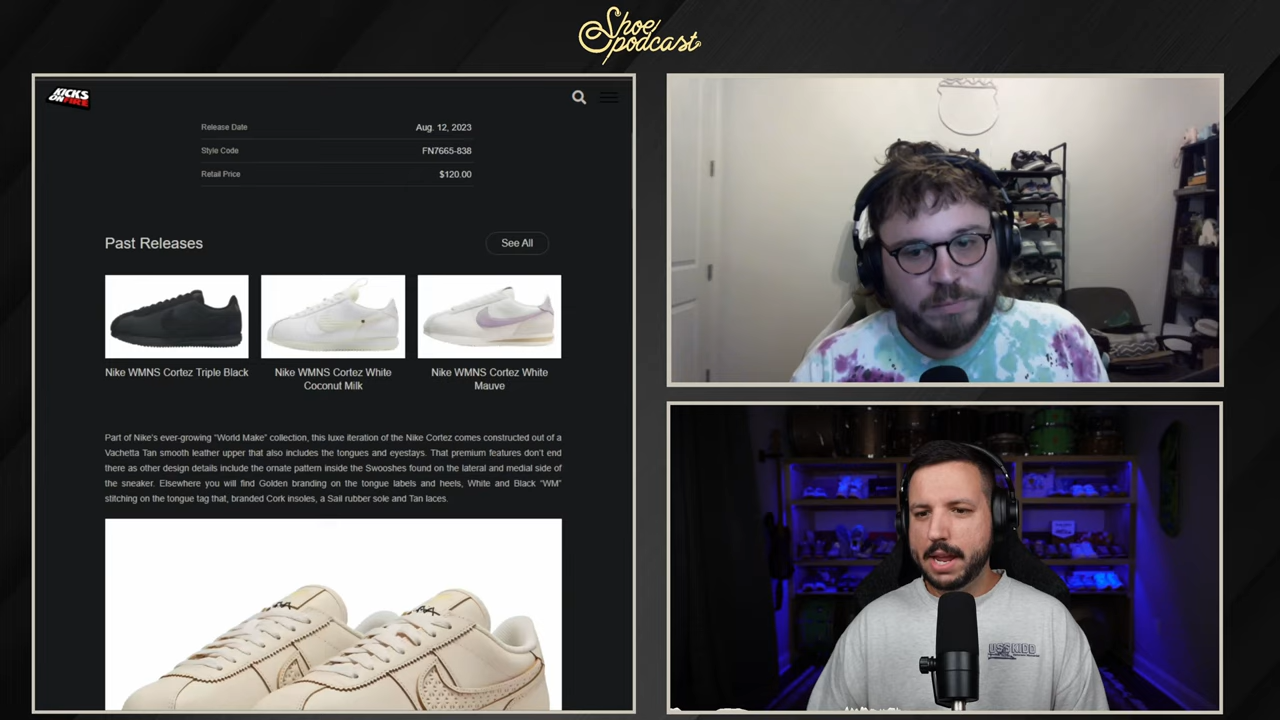 Shoe
podcast
KICKS
ONFIRE
Release Date Aug. 12, 2023
Style Code FN7665-838
Retail Price $120.00
Past Releases See All
Nike WMNS Cortez Triple Black
Nike WMNS Cortez White
Coconut Milk
Nike WMNS Cortez White
Mauve
Part of Nike's ever-growing "World Make" collection, this luxe iteration of the Nike Cortez comes constructed out of a
Vachetta Tan smooth leather upper that also includes the tongues and eyestays. That premium features don't end
there as other design details include the ornate pattern inside the Swooshes found on the lateral and medial side of
the sneaker. Elsewhere you will find Golden branding on the tongue labels and heels, White and Black "WM"
stitching on the tongue tag that, branded Cork insoles, a Sail rubber sole and Tan laces.